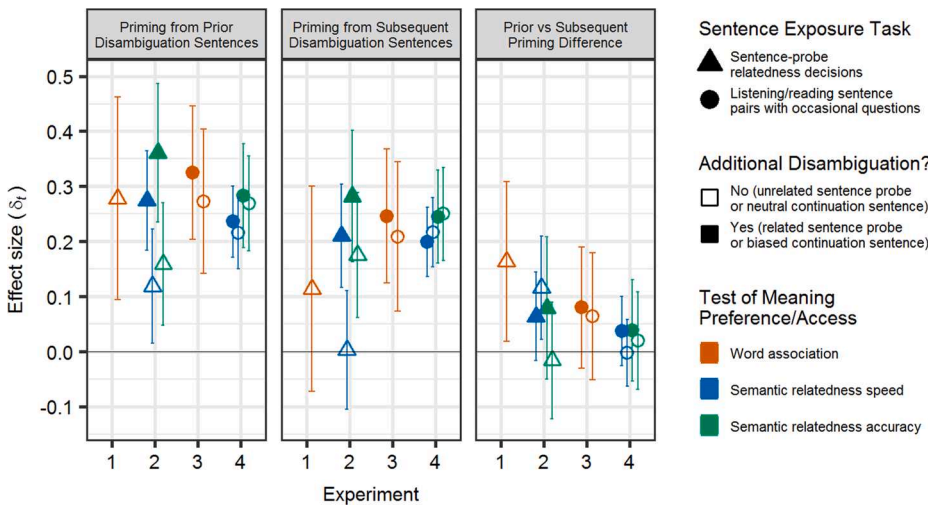 Priming from Prior
Disambiguation Sentences
Priming from Subsequent
Disambiguation Sentences
Prior vs Subsequent
Priming Difference
Effect size (δt)
0.5
0.4
0.3
0.2
0.1
0.0
-0.1
1 2 3 4
1 2 3 4
1 2 3 4
Experiment
Sentence Exposure Task
Sentence-probe
relatedness decisions
Listening/reading sentence
pairs with occasional questions
Additional Disambiguation?
No (unrelated sentence probe
or neutral continuation sentence)
Yes (related sentence probe
or biased continuation sentence)
Test of Meaning
Preference/Access
Word association
Semantic relatedness speed
Semantic relatedness accuracy